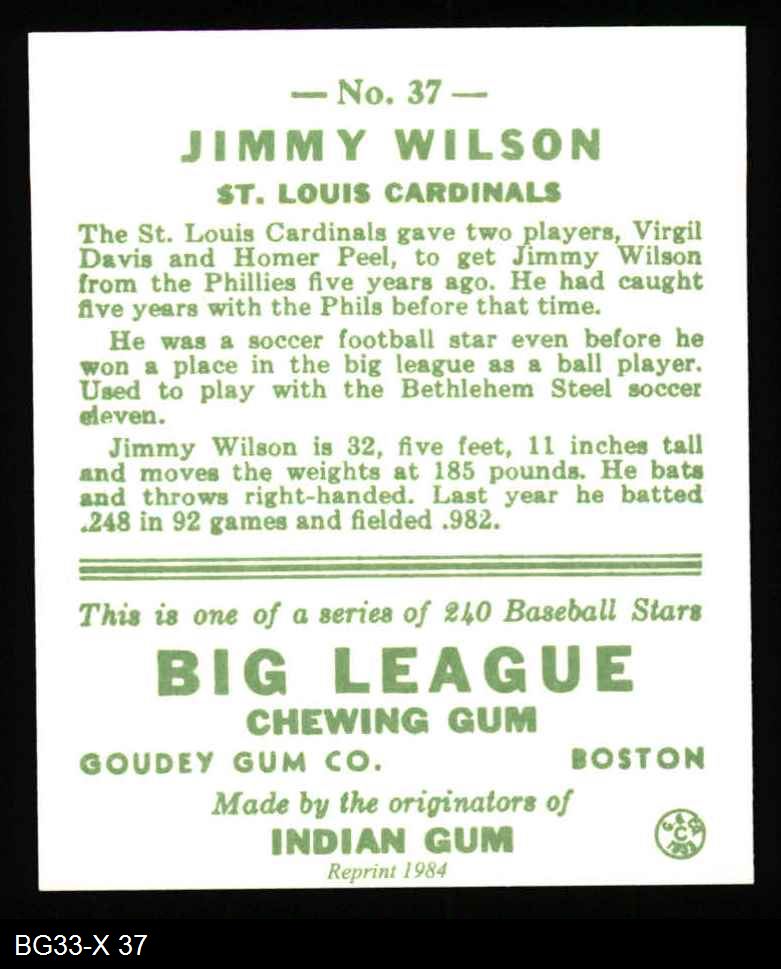 — No. 37 —
JIMMY WILSON
ST. LOUIS CARDINALS
The St. Louis Cardinals gave two players, Virgil
Davis and Homer Peel, to get Jimmy Wilson
from the Phillies five years ago. He had caught
five years with the Phils before that time.
He was a soccer football star even before he
won a place in the big league as a ball player.
Used to play with the Bethlehem Steel soccer
eleven.
Jimmy Wilson is 32, five feet, 11 inches tall
and moves the weights at 185 pounds. He bats
and throws right-handed. Last year he batted
.248 in 92 games and fielded .982.
This is one of a series of 240 Baseball Stars
BIG LEAGUE
CHEWING GUM
GOUDEY GUM CO. BOSTON
Made by the originators of
INDIAN GUM
Reprint 1984
BG33-X 37